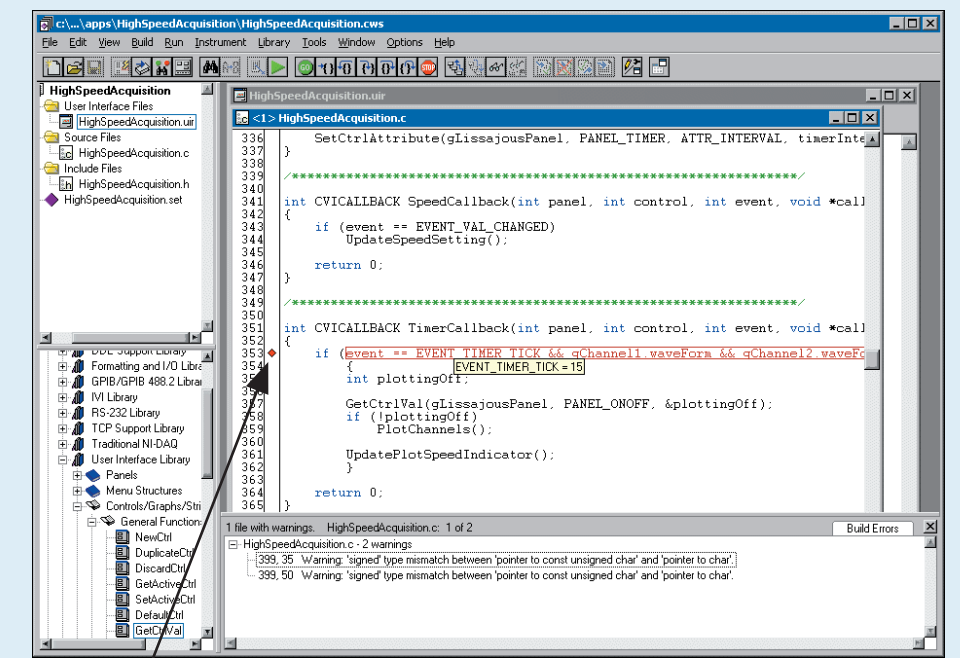 c:\...\apps\HighSpeedAcquisition\HighSpeedAcquisition.cws
File Edit View Build Run Instrument Library Tools Window Options Help
HighSpeedAcquisition
User Interface Files
HighSpeedAcquisition.uir
Source Files
HighSpeedAcquisition.c
Include Files
HighSpeedAcquisition.h
HighSpeedAcquisition.set
DDE Support Library
Formatting and I/O Libra
GPIB/GPIB 488.2 Librar
IVI Library
RS-232 Library
TCP Support Library
Traditional NI-DAQ
User Interface Library
Panels
Menu Structures
Controls/Graphs/Stri
General Function:
NewCtrl
DuplicateCtrl
DiscardCtrl
GetActiveCtrl
SetActiveCtrl
DefaultCtrl
GetCtrlVal
HighSpeedAcquisition.uir
<1> HighSpeedAcquisition.c
336 SetCtrlAttribute(gLissajousPanel, PANEL_TIMER, ATTR_INTERVAL, timerInte
337 }
338
339 /*****************************************************************/
340
341 int CVICALLBACK SpeedCallback(int panel, int control, int event, void *call
342 {
343 if (event == EVENT_VAL_CHANGED)
344 UpdateSpeedSetting();
345
346 return 0;
347 }
348
349 /*****************************************************************/
350
351 int CVICALLBACK TimerCallback(int panel, int control, int event, void *call
352 {
353 if (event == EVENT_TIMER_TICK && gChannel1.waveForm && gChannel2.waveFo
354 {
EVENT_TIMER_TICK = 15
int plottingOff;
357 GetCtrlVal(gLissajousPanel, PANEL_ONOFF, &plottingOff);
358 if (!plottingOff)
359 PlotChannels();
360
361 UpdatePlotSpeedIndicator();
362 }
363
364 return 0;
365 }
1 file with warnings. HighSpeedAcquisition.c: 1 of 2
Build Errors
HighSpeedAcquisition.c - 2 warnings
399, 35 Warning: 'signed' type mismatch between 'pointer to const unsigned char' and 'pointer to char'.
399, 50 Warning: 'signed' type mismatch between 'pointer to const unsigned char' and 'pointer to char'.